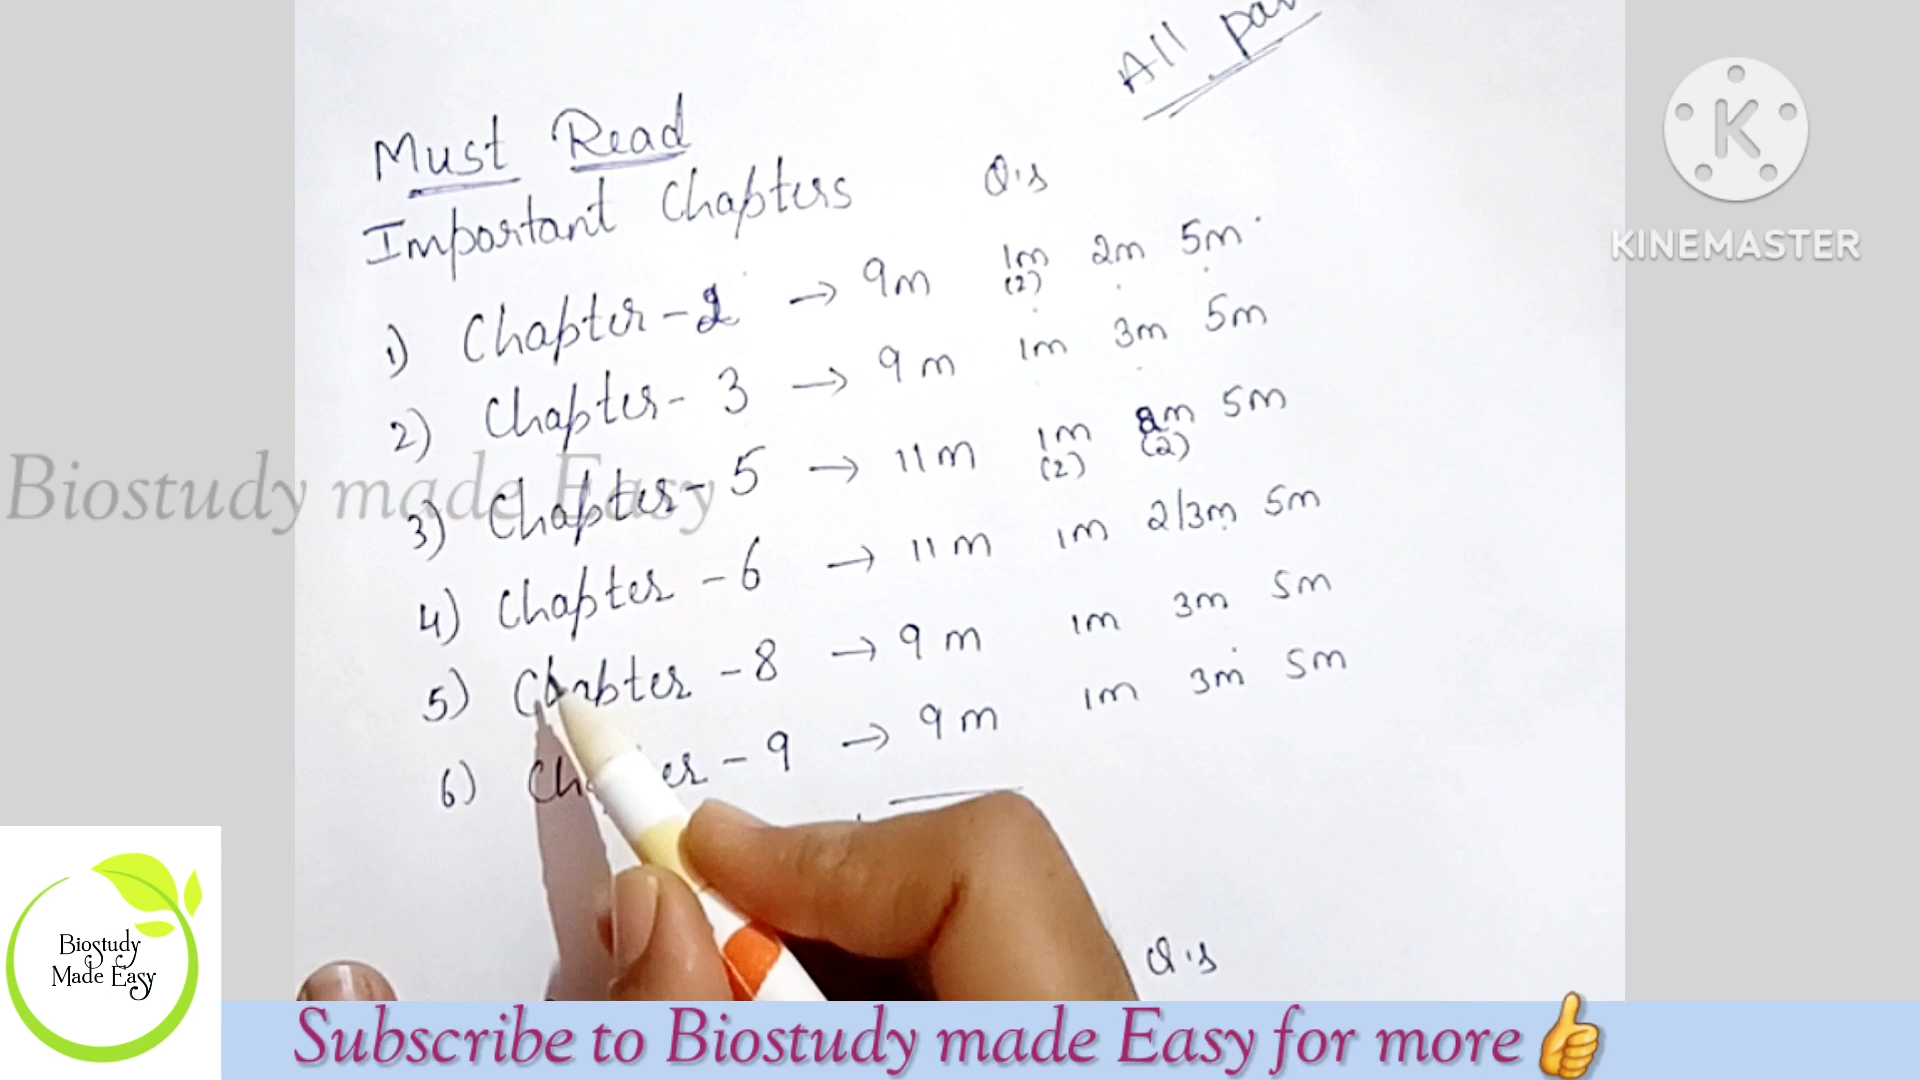 All
Must Read
Important Chapters Q.s
1) Chapter - 2 → 9m 1m (2) 2m 5m
2) Chapter - 3 → 9m 1m 3m 5m
3) Chapter - 5 → 11m 1m (2) 2m (2) 5m
4) Chapter - 6 → 11m 1m 2/3m 5m
5) Chapter - 8 → 9m 1m 3m 5m
6) - 9 → 9m 1m 3m 5m
Q.s
KINEMASTER
Biostudy made Easy
Biostudy
Made Easy
Subscribe to Biostudy made Easy for more